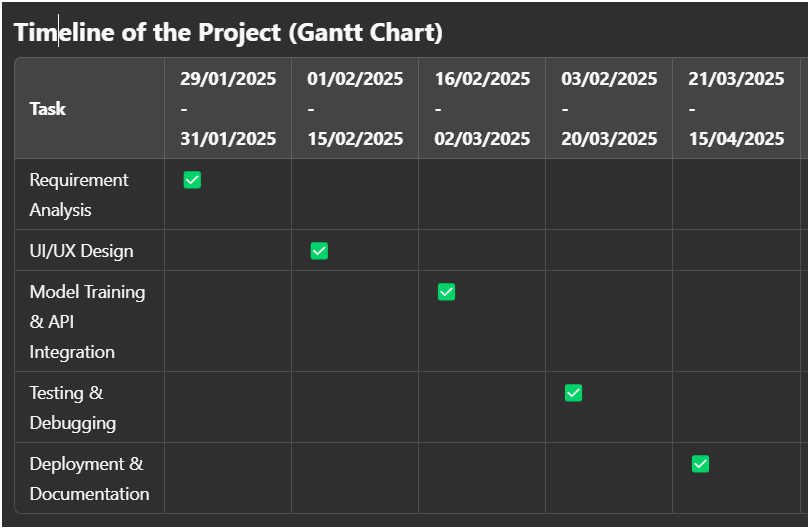 Timeline of the Project (Gantt Chart)
Task
29/01/2025
-
31/01/2025
01/02/2025
-
15/02/2025
16/02/2025
-
02/03/2025
03/02/2025
-
20/03/2025
21/03/2025
-
15/04/2025
Requirement
Analysis
UI/UX Design
Model Training
& API
Integration
Testing &
Debugging
Deployment &
Documentation